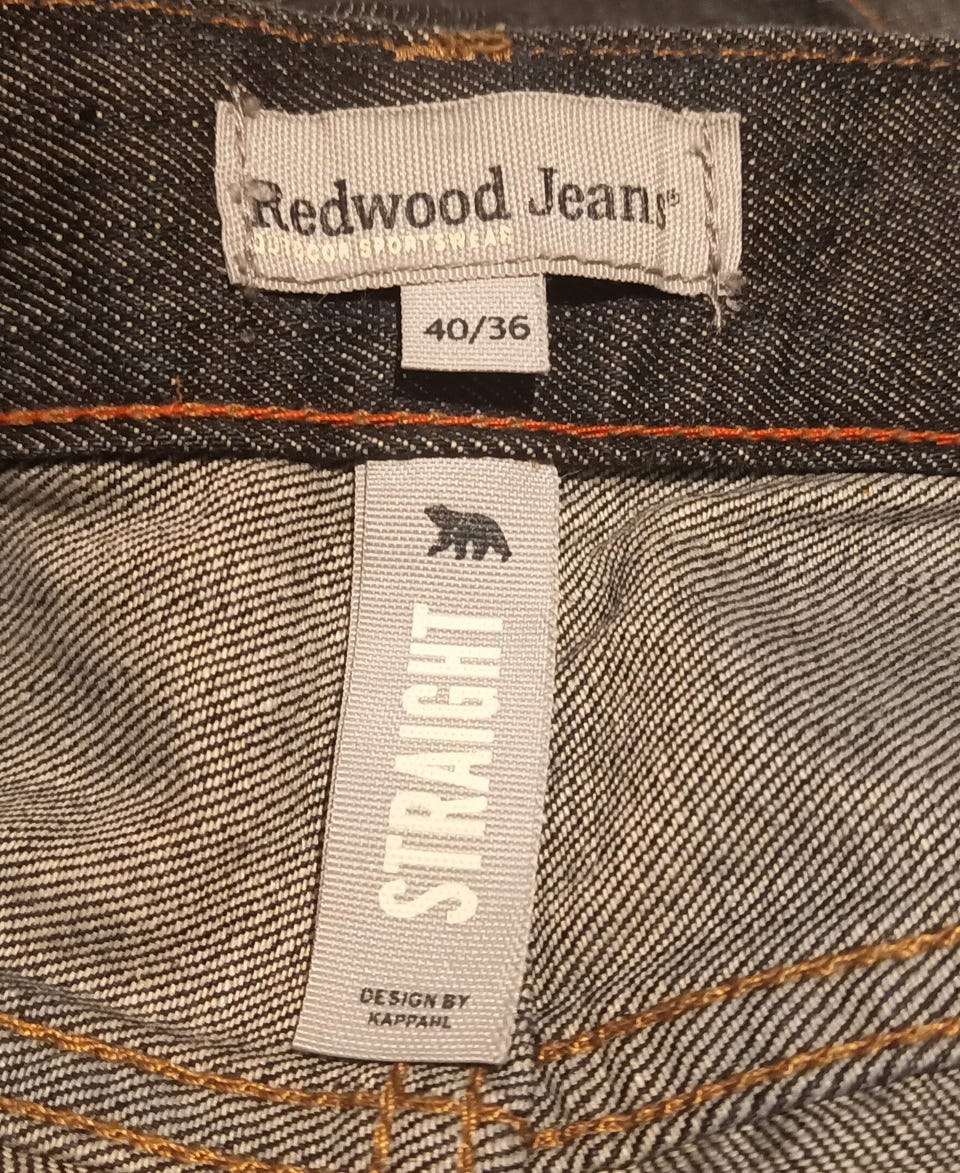 Redwood Jeans®
OUTDOOR SPORTSWEAR
40/36
STRAIGHT
DESIGN BY
KAPPAHL